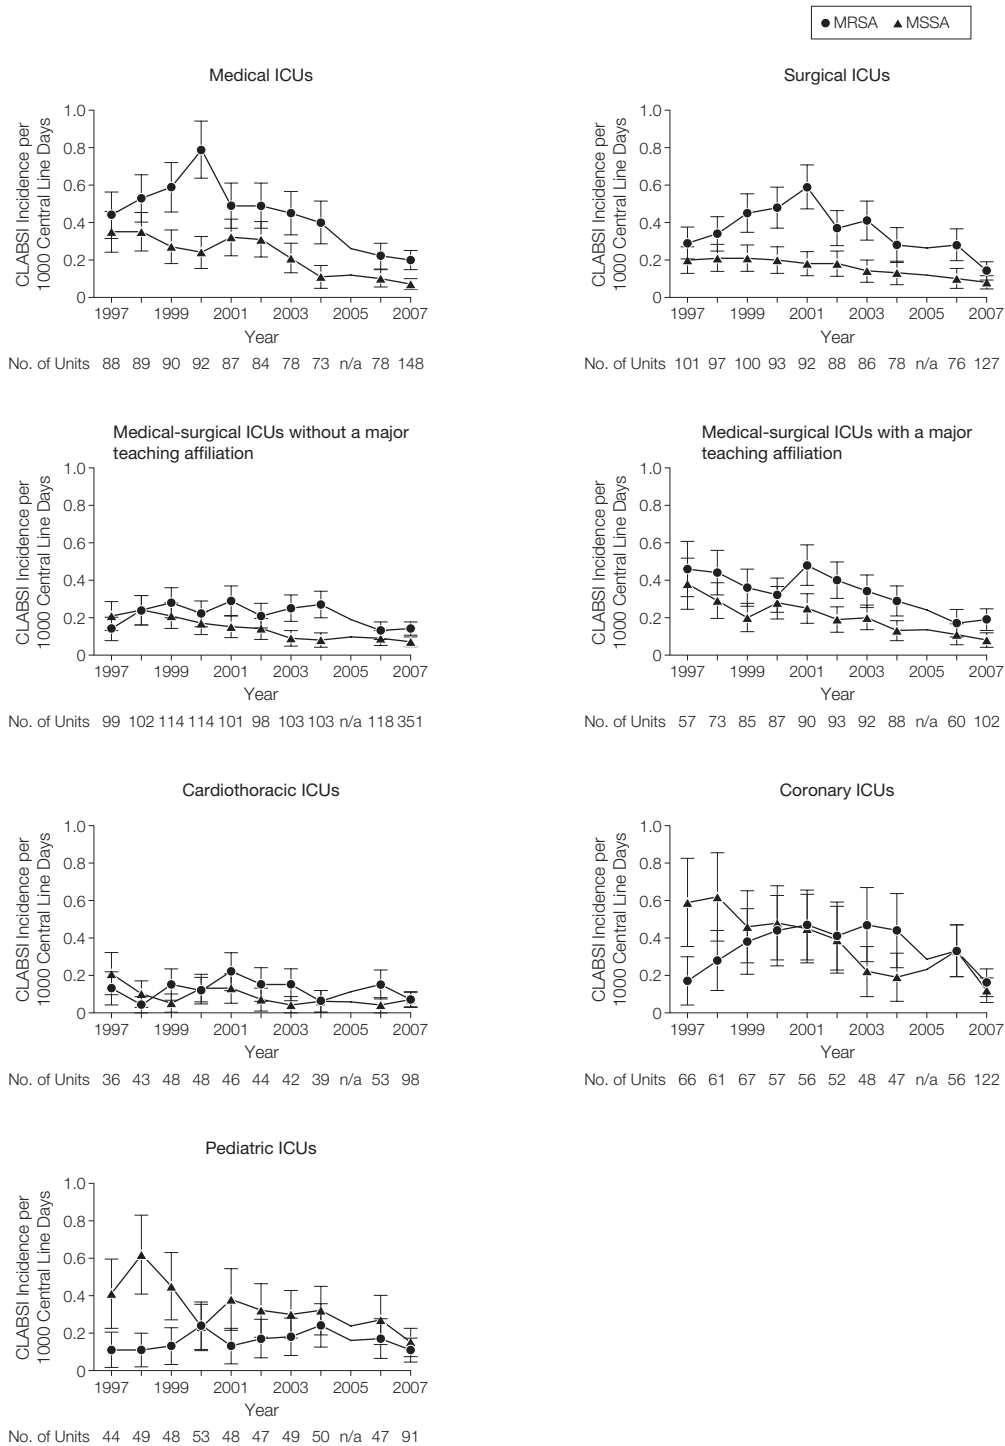 MRSA MSSA
Medical ICUs
CLABSI Incidence per
1000 Central Line Days
1.0
0.8
0.6
0.4
0.2
0
1997 1999 2001 2003 2005 2007
Year
No. of Units 88 89 90 92 87 84 78 73 n/a 78 148
Surgical ICUs
CLABSI Incidence per
1000 Central Line Days
1.0
0.8
0.6
0.4
0.2
0
1997 1999 2001 2003 2005 2007
Year
No. of Units 101 97 100 93 92 88 86 78 n/a 76 127
Medical-surgical ICUs without a major
teaching affiliation
CLABSI Incidence per
1000 Central Line Days
1.0
0.8
0.6
0.4
0.2
0
1997 1999 2001 2003 2005 2007
Year
No. of Units 99 102 114 114 101 98 103 103 n/a 118 351
Medical-surgical ICUs with a major
teaching affiliation
CLABSI Incidence per
1000 Central Line Days
1.0
0.8
0.6
0.4
0.2
0
1997 1999 2001 2003 2005 2007
Year
No. of Units 57 73 85 87 90 93 92 88 n/a 60 102
Cardiothoracic ICUs
CLABSI Incidence per
1000 Central Line Days
1.0
0.8
0.6
0.4
0.2
0
1997 1999 2001 2003 2005 2007
Year
No. of Units 36 43 48 48 46 44 42 39 n/a 53 98
Coronary ICUs
CLABSI Incidence per
1000 Central Line Days
1.0
0.8
0.6
0.4
0.2
0
1997 1999 2001 2003 2005 2007
Year
No. of Units 66 61 67 57 56 52 48 47 n/a 56 122
Pediatric ICUs
CLABSI Incidence per
1000 Central Line Days
1.0
0.8
0.6
0.4
0.2
0
1997 1999 2001 2003 2005 2007
Year
No. of Units 44 49 48 53 48 47 49 50 n/a 47 91